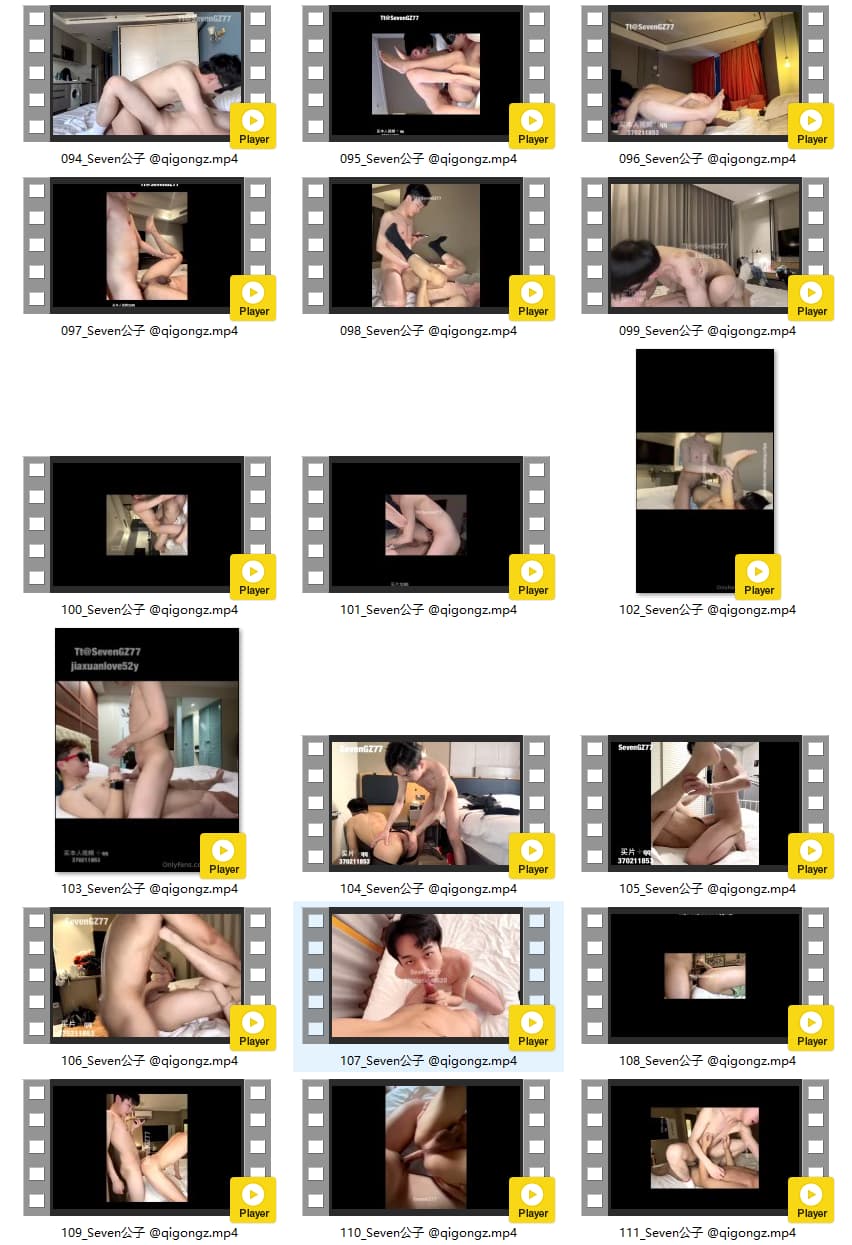 Tt@SevenGZ77
Player
094_Seven公子 @qigongz.mp4
Tt@SevenGZ77
Player
095_Seven公子 @qigongz.mp4
Tt@SevenGZ77
370211853
Player
096_Seven公子 @qigongz.mp4
Tt@SevenGZ77
Player
097_Seven公子 @qigongz.mp4
Player
098_Seven公子 @qigongz.mp4
Tt@SevenGZ77
Player
099_Seven公子 @qigongz.mp4
Player
100_Seven公子 @qigongz.mp4
Player
101_Seven公子 @qigongz.mp4
Player
102_Seven公子 @qigongz.mp4
Tt@SevenGZ77
jiaxuanlove52y
370211853
Player
103_Seven公子 @qigongz.mp4
SevenGZ77
买片 qq
370211853
Player
104_Seven公子 @qigongz.mp4
SevenGZ77
买片 qq
370211853
Player
105_Seven公子 @qigongz.mp4
SevenGZ77
买片 qq
370211853
Player
106_Seven公子 @qigongz.mp4
SevenGZ77
Player
107_Seven公子 @qigongz.mp4
Player
108_Seven公子 @qigongz.mp4
Player
109_Seven公子 @qigongz.mp4
SevenGZ77
Player
110_Seven公子 @qigongz.mp4
Player
111_Seven公子 @qigongz.mp4